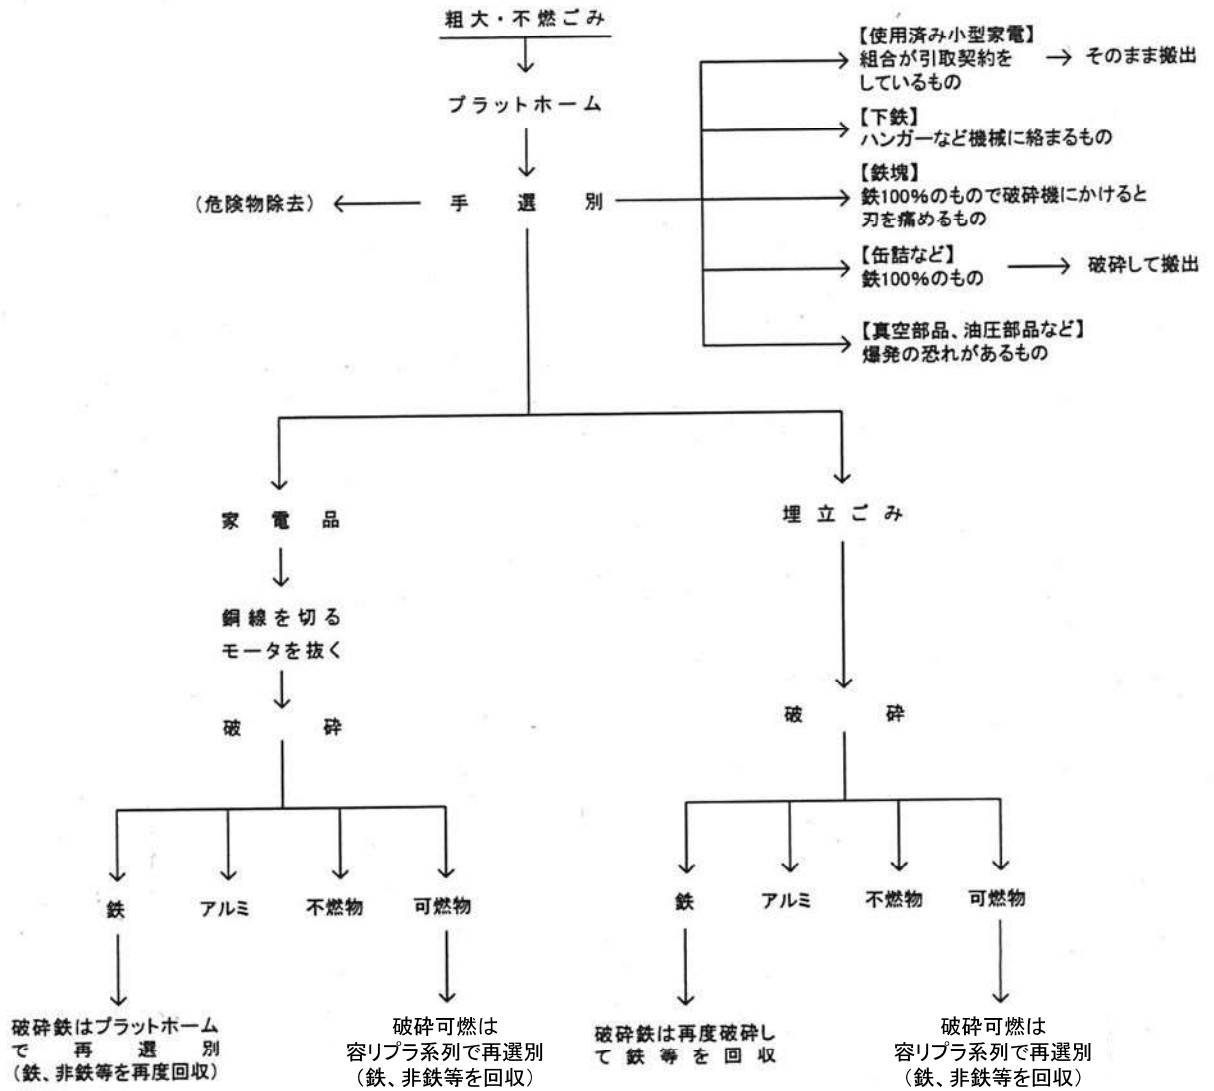 粗大・不燃ごみ
プラットホーム
手選別
（危険物除去）
【使用済み小型家電】
組合が引取契約を
しているもの
そのまま搬出
【下鉄】
ハンガーなど機械に絡まるもの
【鉄塊】
鉄100%のもので破砕機にかけると
刃を痛めるもの
【缶詰など】
鉄100%のもの
破砕して搬出
【真空部品、油圧部品など】
爆発の恐れがあるもの
家電品
銅線を切る
モータを抜く
破砕
鉄
アルミ
不燃物
可燃物
破砕鉄はプラットホーム
で再選別
（鉄、非鉄等を再度回収）
破砕可燃は
容リプラ系列で再選別
（鉄、非鉄等を回収）
埋立ごみ
破砕
鉄
アルミ
不燃物
可燃物
破砕鉄は再度破砕し
て鉄等を回収
破砕可燃は
容リプラ系列で再選別
（鉄、非鉄等を回収）